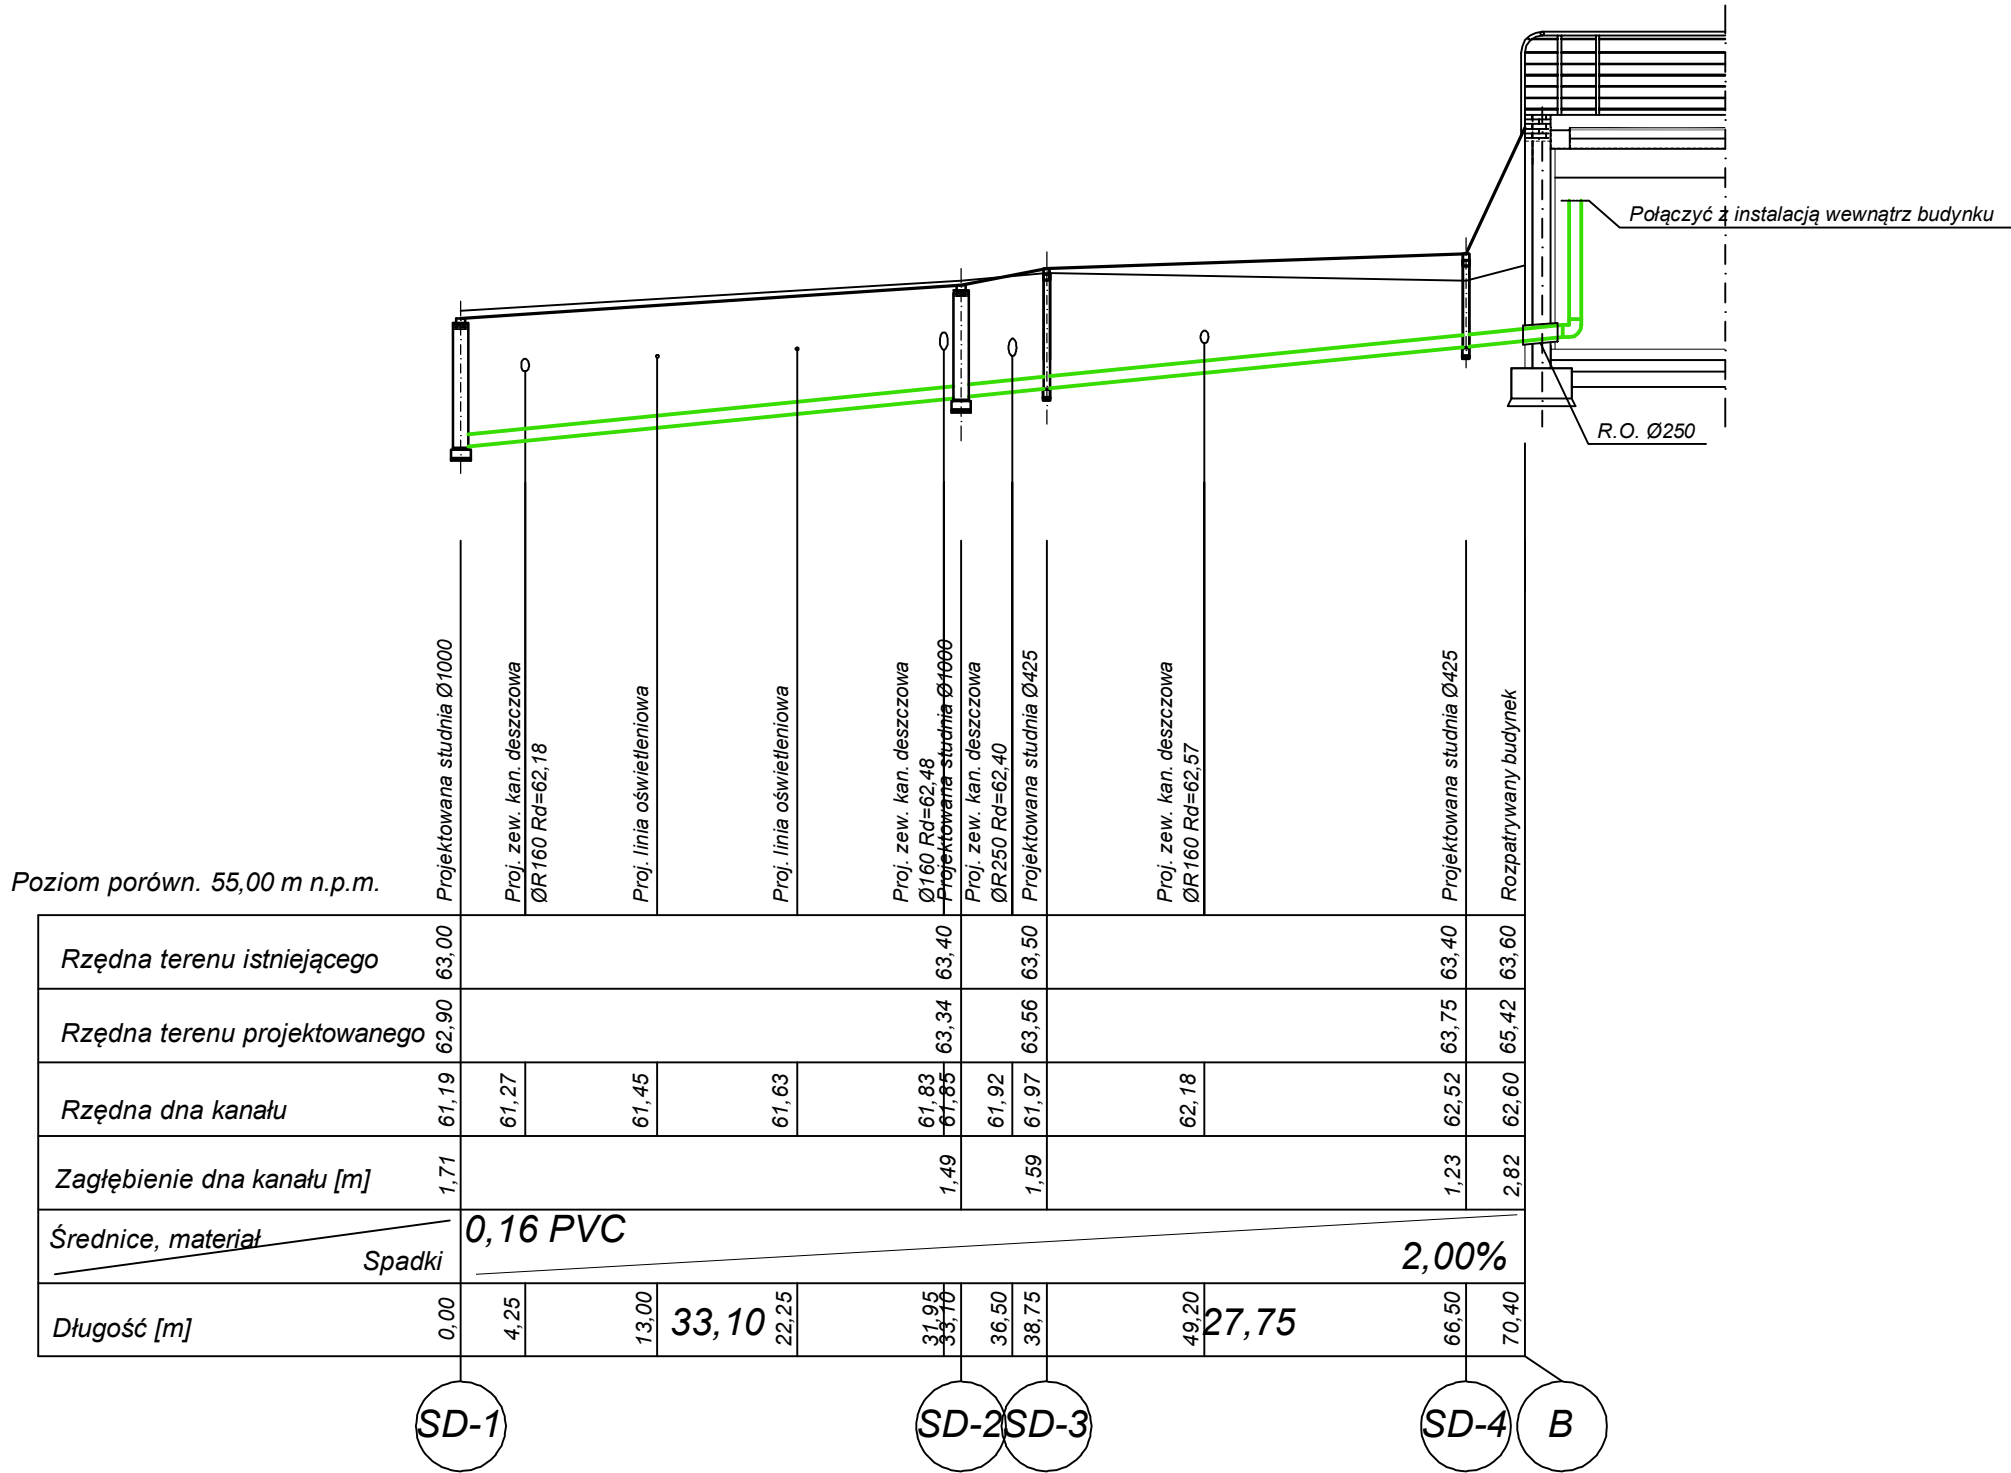 Połączyć z instalacją wewnątrz budynku
R.O. Ø250
Projektowana studnia Ø1000
Proj. zew. kan. deszczowa
ØR160 Rd=62,18
Proj. linia oświetleniowa
Proj. linia oświetleniowa
Proj. zew. kan. deszczowa
Ø160 Rd=62,48
Projektowana studnia Ø1000
Proj. zew. kan. deszczowa
ØR250 Rd=62,40
Projektowana studnia Ø425
Proj. zew. kan. deszczowa
ØR160 Rd=62,57
Projektowana studnia Ø425
Rozpatrywany budynek
Poziom porówn. 55,00 m n.p.m.
Rzędna terenu istniejącego 63,00 63,40 63,50 63,40 63,60
Rzędna terenu projektowanego 62,90 63,34 63,56 63,75 65,42
Rzędna dna kanału 61,19 61,27 61,45 61,63 61,83 61,85 61,92 61,97 62,18 62,52 62,60
Zagłębienie dna kanału [m] 1,71 1,49 1,59 1,23 2,82
Średnice, materiał 0,16 PVC
Spadki 2,00%
Długość [m] 0,00 4,25 13,00 33,10 22,25 31,95 33,10 36,50 38,75 49,20 27,75 66,50 70,40
SD-1 SD-2 SD-3 SD-4 B